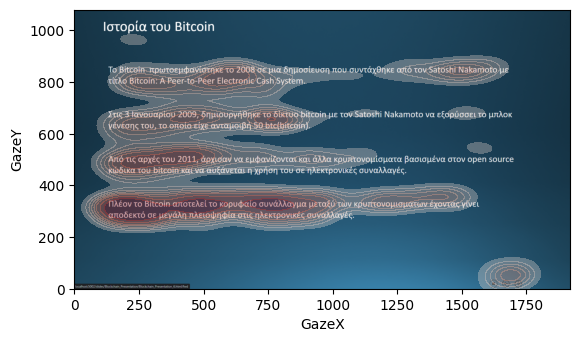 Ιστορία του Bitcoin
Το Bitcoin πρωτοεμφανίστηκε το 2008 σε μια δημοσίευση που συντάχθηκε από τον Satoshi Nakamoto με
τίτλο Bitcoin: A Peer-to-Peer Electronic Cash System.
Στις 3 Ιανουαρίου 2009, δημιουργήθηκε το δίκτυο bitcoin με τον Satoshi Nakamoto να εξορύσσει το μπλοκ
γένεσης του, το οποίο είχε ανταμοιβή 50 btc(bitcoin).
Από τις αρχές του 2011, άρχισαν να εμφανίζονται και άλλα κρυπτονομίσματα βασισμένα στον open source
κώδικα του bitcoin και να αυξάνεται η χρήση του σε ηλεκτρονικές συναλλαγές.
Πλέον το Bitcoin αποτελεί το κορυφαίο συνάλλαγμα μεταξύ των κρυπτονομισμάτων έχοντας γίνει
αποδεκτό σε μεγάλη πλειοψηφία στις ηλεκτρονικές συναλλαγές.
GazeY
1000
800
600
400
200
0
0 250 500 750 1000 1250 1500 1750
GazeX